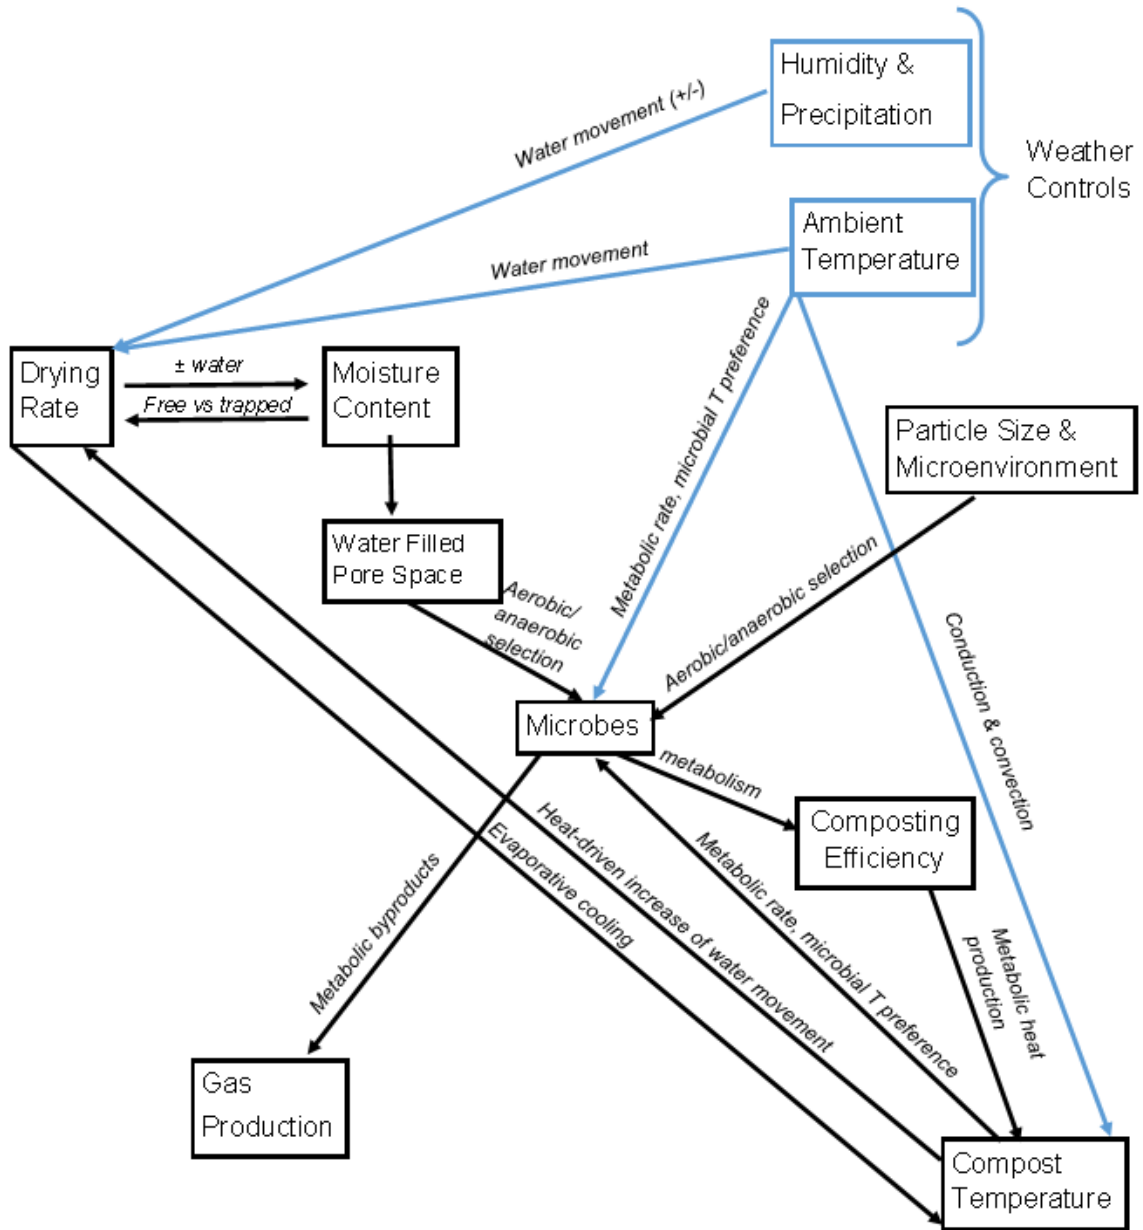 Humidity &
Precipitation
Water movement (+/-)
Weather
Controls
Ambient
Temperature
Water movement
Drying
Rate
± water
Free vs trapped
Moisture
Content
Metabolic rate, microbial T preference
Particle Size &
Microenvironment
Water Filled
Pore Space
Aerobic/
anaerobic
selection
Aerobic/anaerobic selection
Conduction & convection
Microbes
metabolism
Composting
Efficiency
Heat-driven increase of water movement
Evaporative cooling
Metabolic rate, microbial T preference
Metabolic byproducts
Metabolic heat
production
Gas
Production
Compost
Temperature